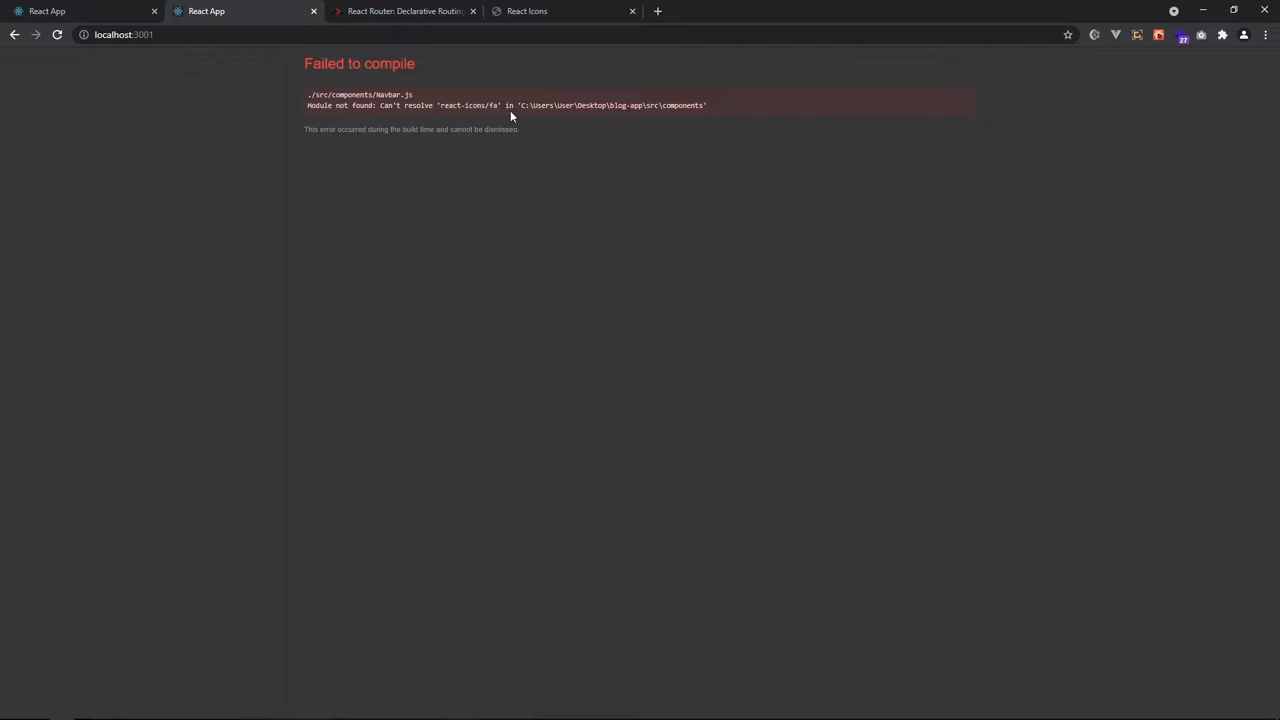 React App
React App
React Router: Declarative Routing
React Icons
localhost:3001
27
Failed to compile
./src/components/Navbar.js
Module not found: Can't resolve 'react-icons/fa' in 'C:\Users\User\Desktop\blog-app\src\components'
This error occurred during the build time and cannot be dismissed.